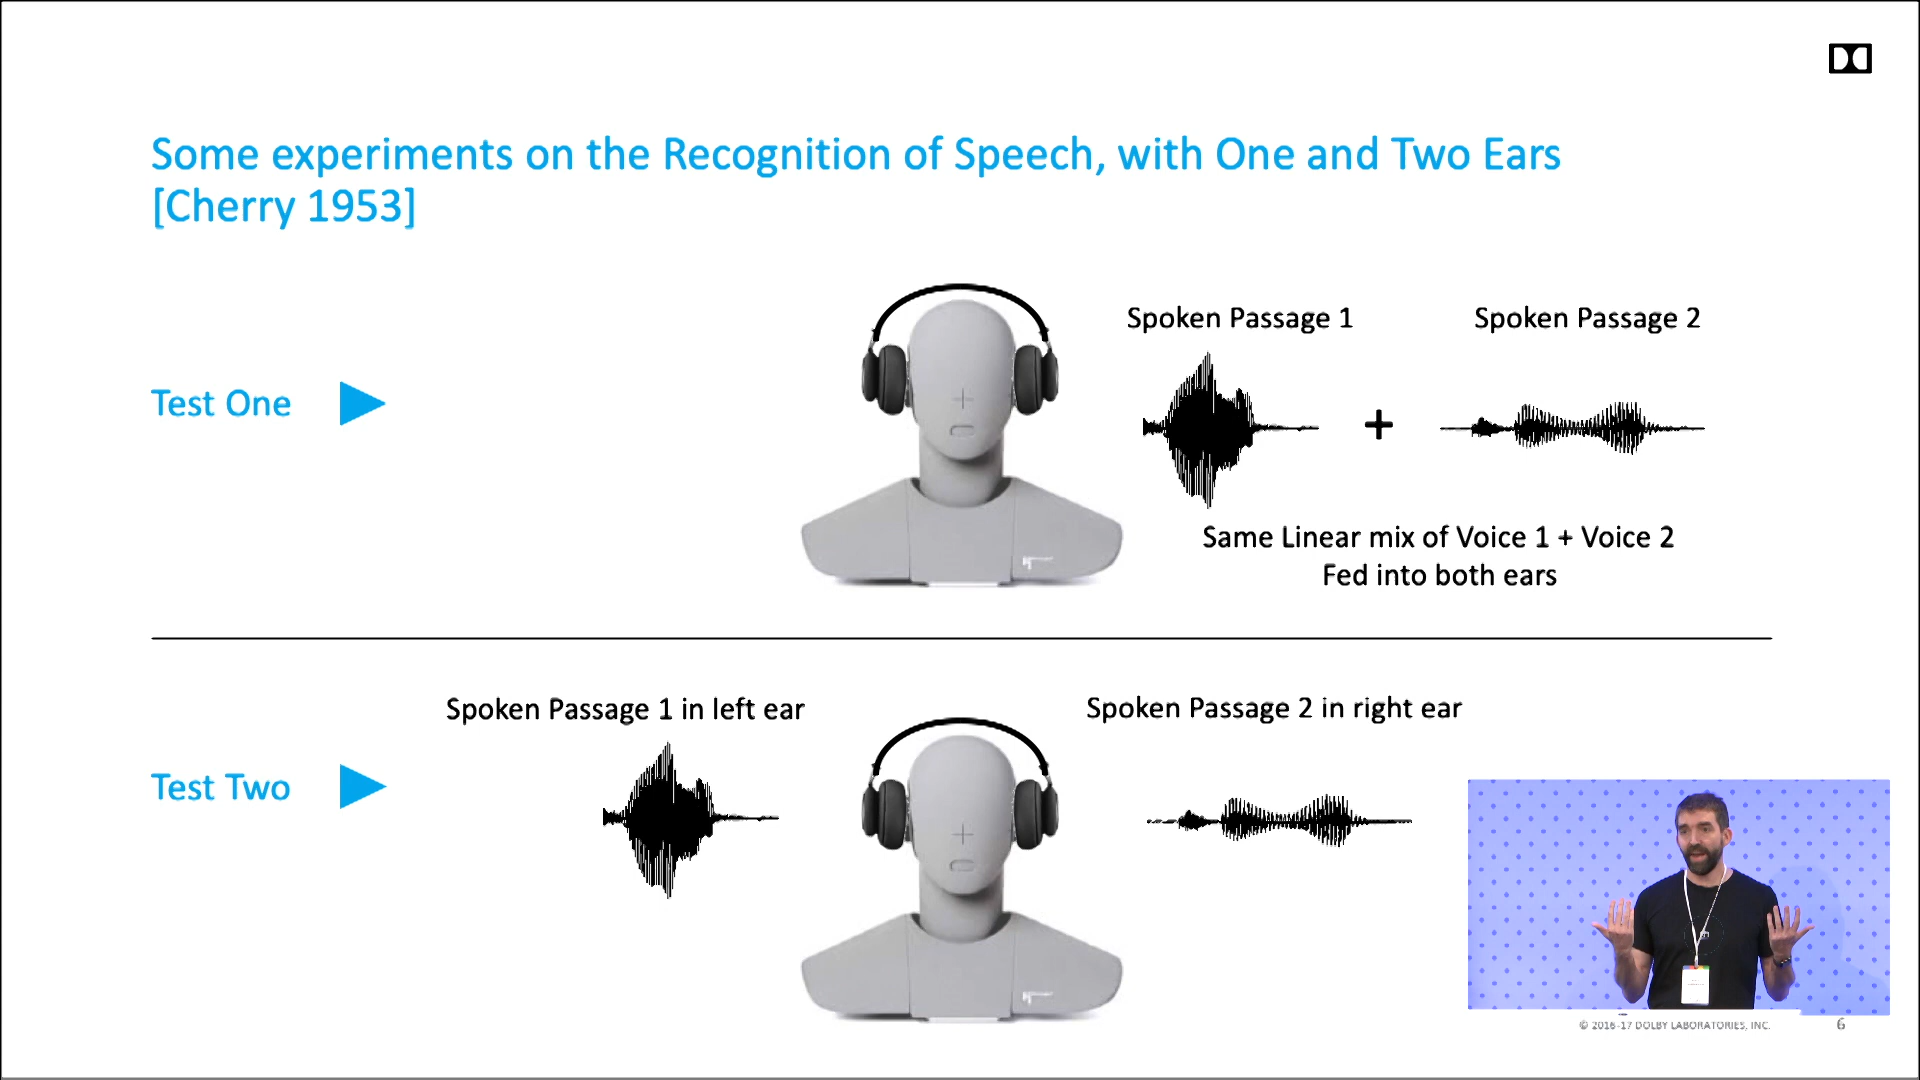 Some experiments on the Recognition of Speech, with One and Two Ears
[Cherry 1953]
Spoken Passage 1
Spoken Passage 2
Test One
+
Same Linear mix of Voice 1 + Voice 2
Fed into both ears
Spoken Passage 1 in left ear
Spoken Passage 2 in right ear
Test Two
© 2016-17 DOLBY LABORATORIES, INC.
6